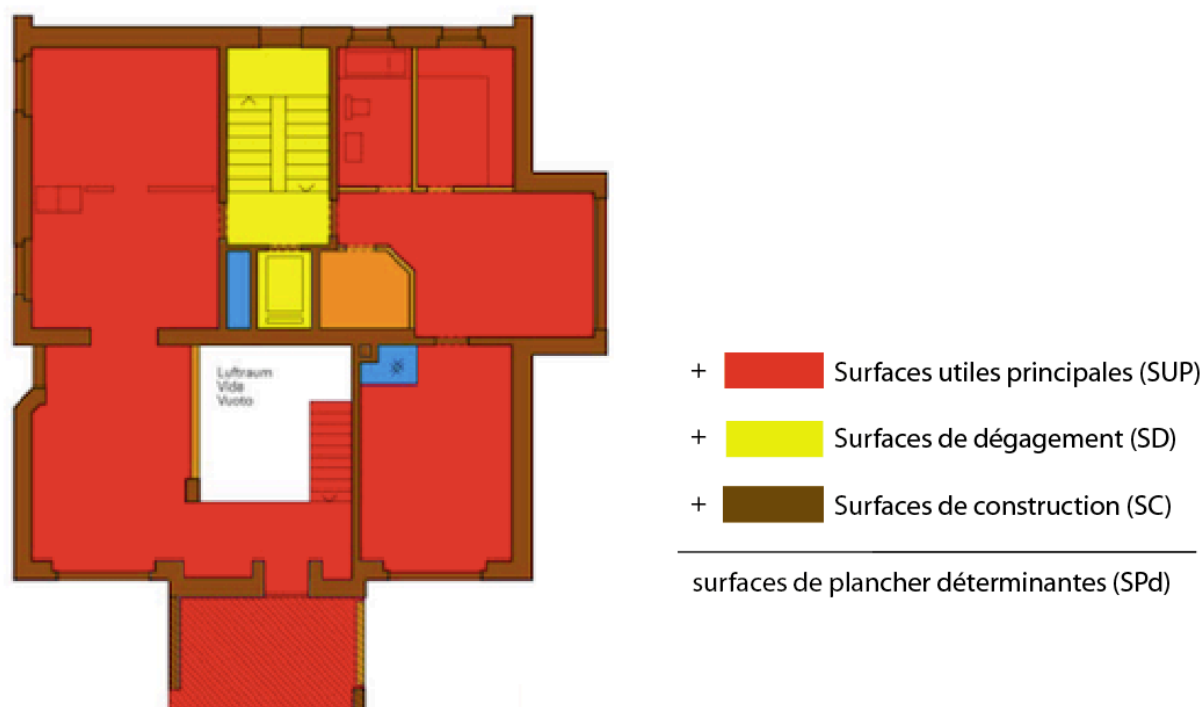 Luftraum
Vide
Vuoto
+ Surfaces utiles principales (SUP)
+ Surfaces de dégagement (SD)
+ Surfaces de construction (SC)
surfaces de plancher déterminantes (SPd)